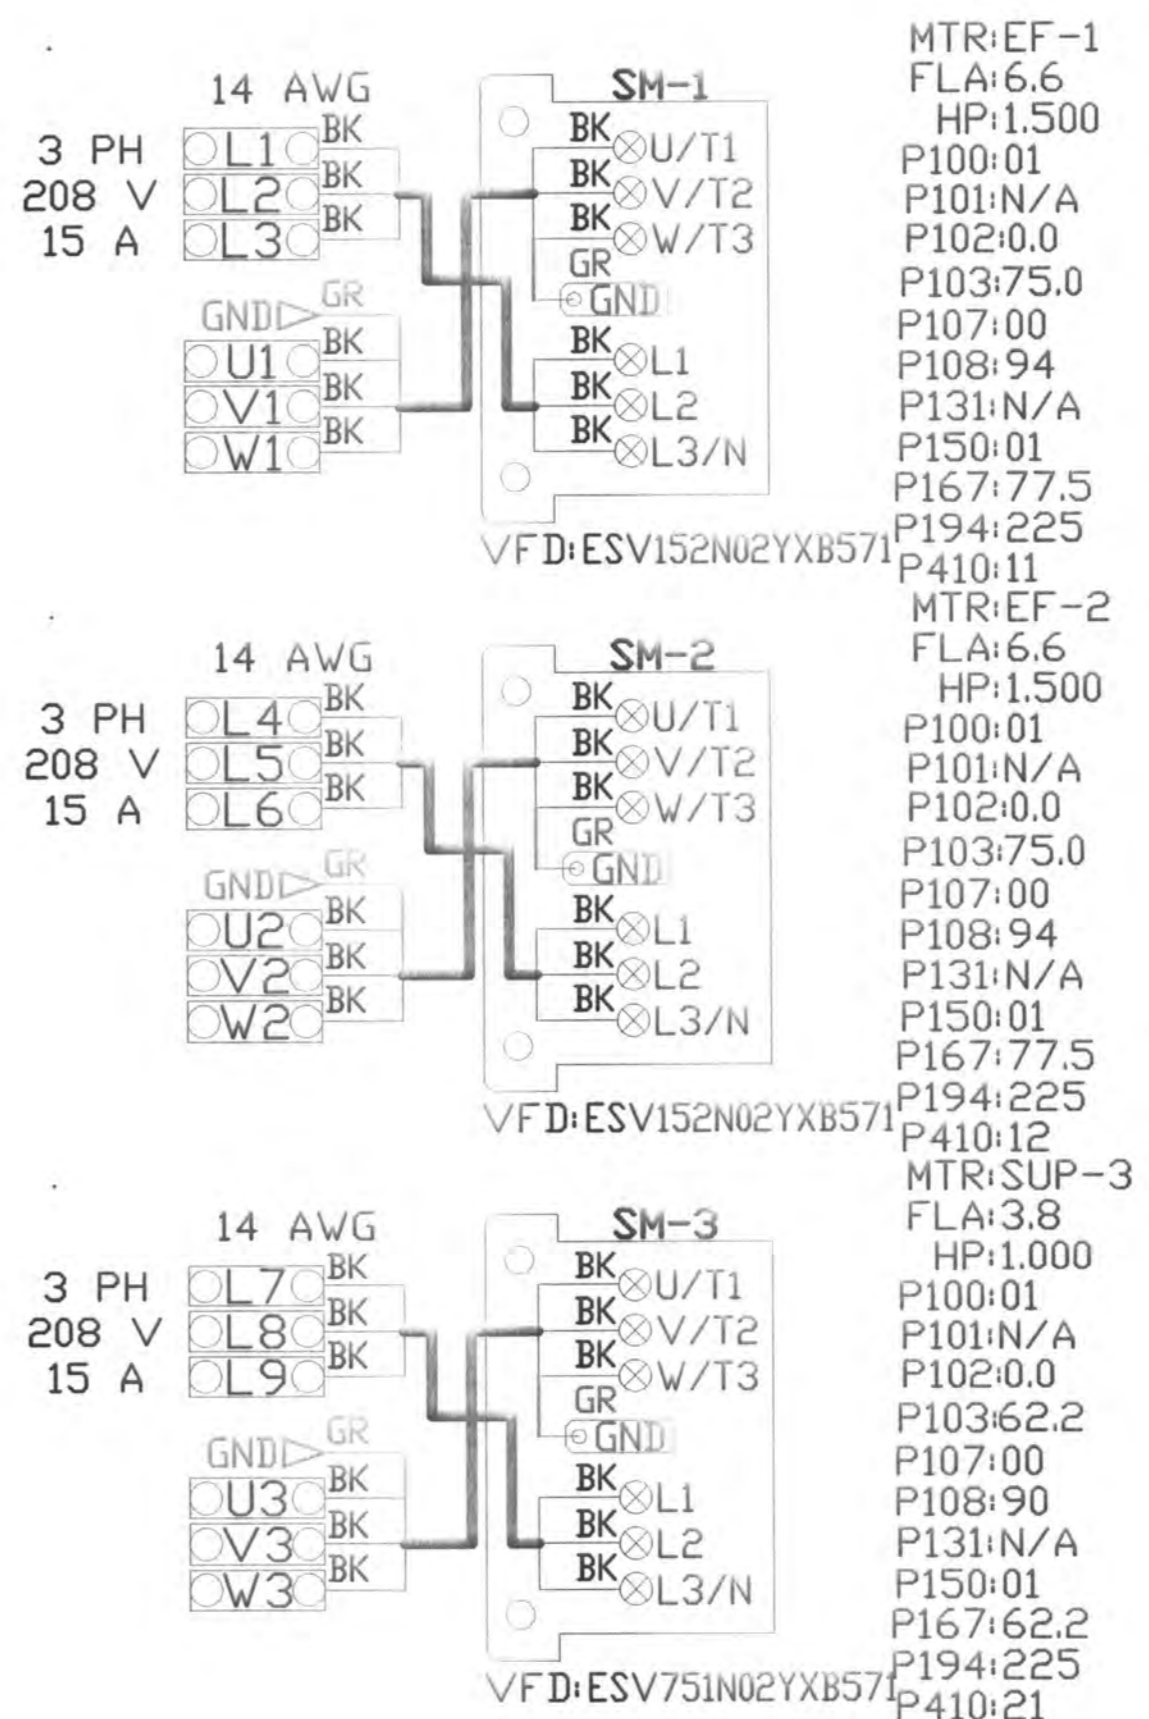 MTR:EF-1
FLA:6.6
HP:1.500
P100:01
P101:N/A
P102:0.0
P103:75.0
P107:00
P108:94
P131:N/A
P150:01
P167:77.5
P194:225
P410:11
14 AWG
3 PH
208 V
15 A
L1 BK
L2 BK
L3 BK
GND GR
U1 BK
V1 BK
W1 BK
SM-1
BK U/T1
BK V/T2
BK W/T3
GR
GND
BK L1
BK L2
BK L3/N
VFD:ESV152N02YXB571
MTR:EF-2
FLA:6.6
HP:1.500
P100:01
P101:N/A
P102:0.0
P103:75.0
P107:00
P108:94
P131:N/A
P150:01
P167:77.5
P194:225
P410:12
14 AWG
3 PH
208 V
15 A
L4 BK
L5 BK
L6 BK
GND GR
U2 BK
V2 BK
W2 BK
SM-2
BK U/T1
BK V/T2
BK W/T3
GR
GND
BK L1
BK L2
BK L3/N
VFD:ESV152N02YXB571
MTR:SUP-3
FLA:3.8
HP:1.000
P100:01
P101:N/A
P102:0.0
P103:62.2
P107:00
P108:90
P131:N/A
P150:01
P167:62.2
P194:225
P410:21
14 AWG
3 PH
208 V
15 A
L7 BK
L8 BK
L9 BK
GND GR
U3 BK
V3 BK
W3 BK
SM-3
BK U/T1
BK V/T2
BK W/T3
GR
GND
BK L1
BK L2
BK L3/N
VFD:ESV751N02YXB571